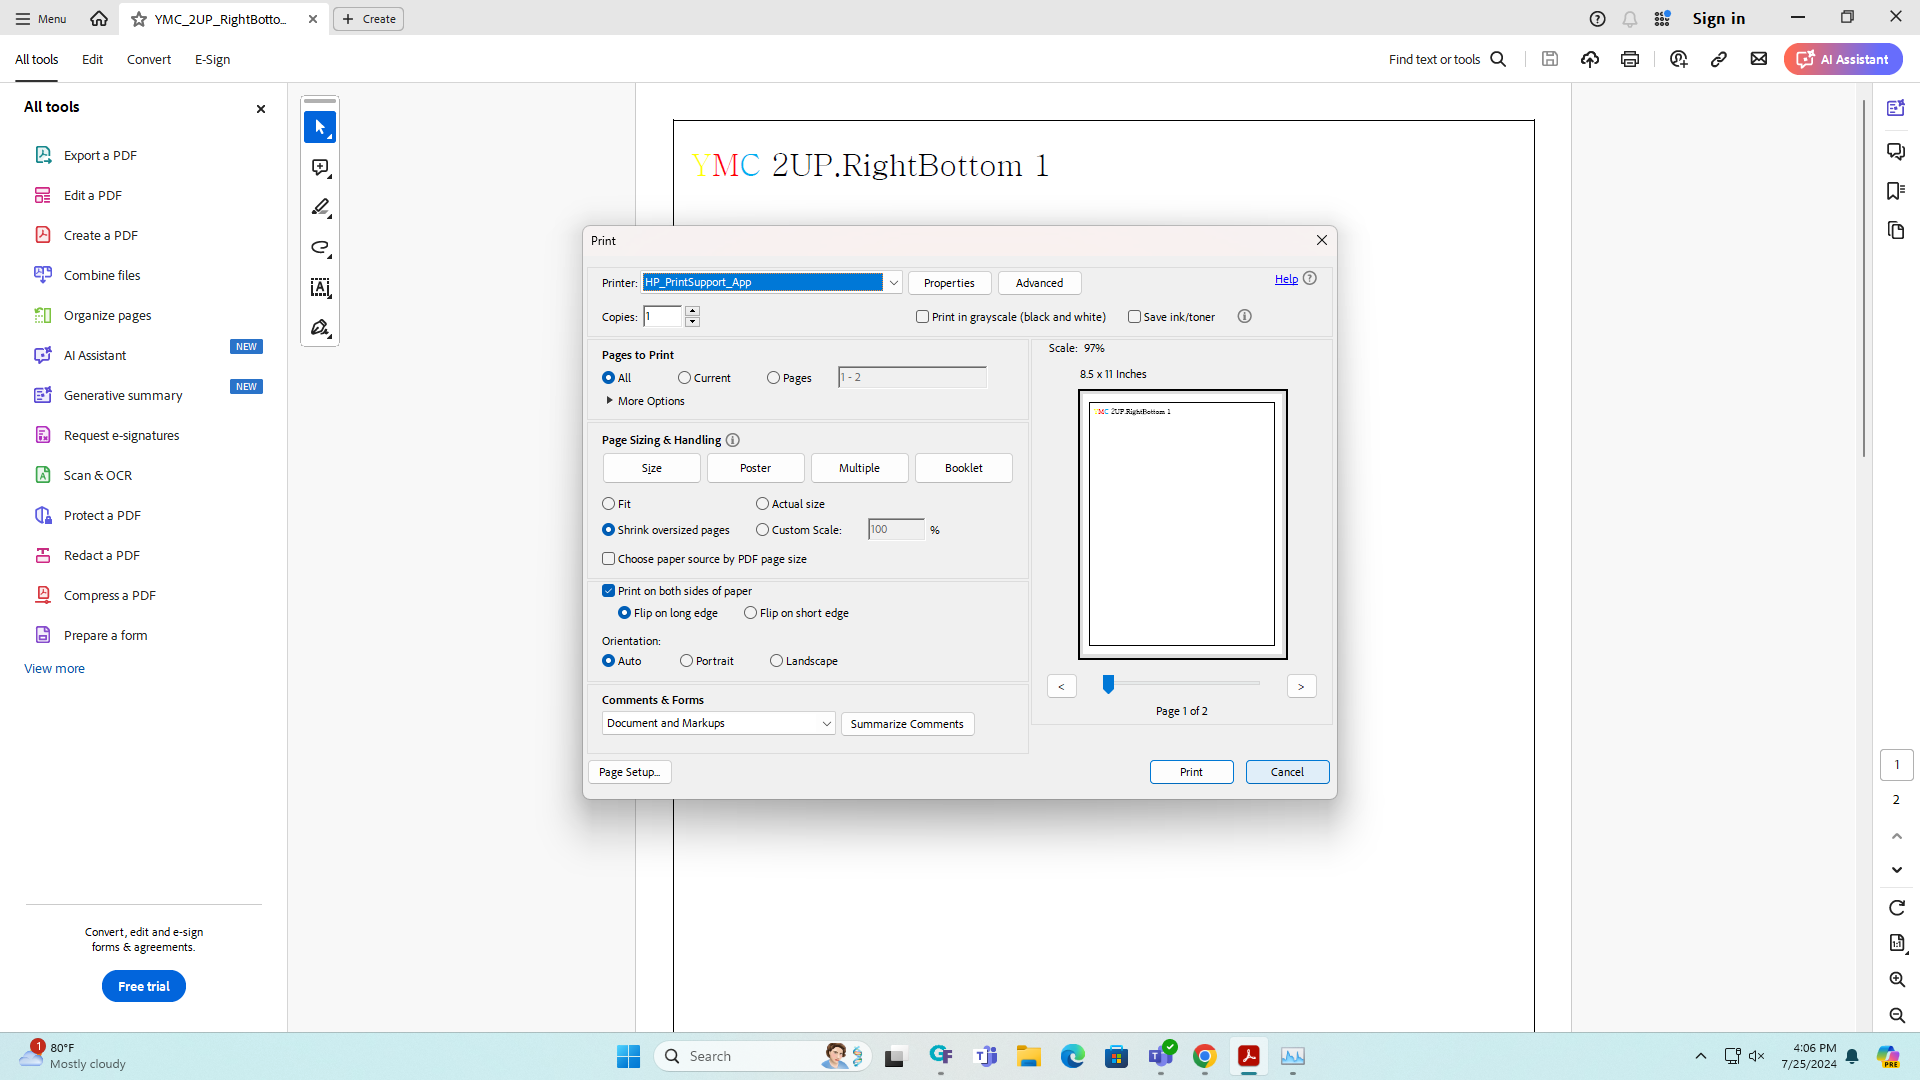 Menu
YMC_2UP_RightBotto...
Create
Sign in
All tools
Edit
Convert
E-Sign
Find text or tools
AI Assistant
All tools
Export a PDF
Edit a PDF
Create a PDF
Combine files
Organize pages
AI Assistant NEW
Generative summary NEW
Request e-signatures
Scan & OCR
Protect a PDF
Redact a PDF
Compress a PDF
Prepare a form
View more
Convert, edit and e-sign
forms & agreements.
Free trial
YMC 2UP.RightBottom 1
Print
Printer: HP_PrintSupport_App
Properties
Advanced
Help
Copies: 1
Print in grayscale (black and white)
Save ink/toner
Pages to Print
All
Current
Pages
1 - 2
More Options
Page Sizing & Handling
Size
Poster
Multiple
Booklet
Fit
Actual size
Shrink oversized pages
Custom Scale: 100 %
Choose paper source by PDF page size
Print on both sides of paper
Flip on long edge
Flip on short edge
Orientation:
Auto
Portrait
Landscape
Comments & Forms
Document and Markups
Summarize Comments
Scale: 97%
8.5 x 11 Inches
YMC 2UP.RightBottom 1
<
>
Page 1 of 2
Page Setup...
Print
Cancel
1
2
1:1
1
80°F
Mostly cloudy
Search
4:06 PM
7/25/2024
PRE